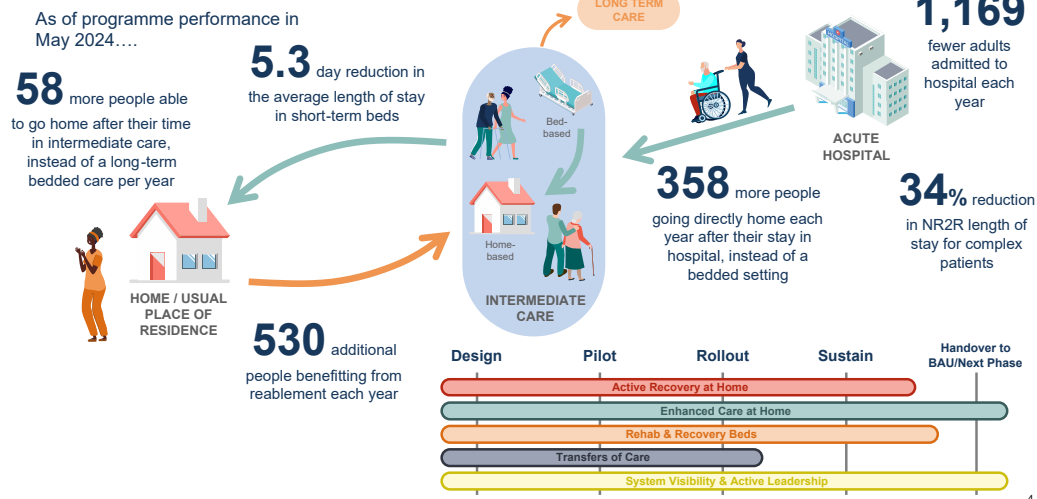 As of programme performance in
May 2024….
58 more people able
to go home after their time
in intermediate care,
instead of a long-term
bedded care per year
5.3 day reduction in
the average length of stay
in short-term beds
LONG TERM
CARE
Bed-
based
Home-
based
INTERMEDIATE
CARE
1,169
fewer adults
admitted to
hospital each
year
ACUTE
HOSPITAL
358 more people
going directly home each
year after their stay in
hospital, instead of a
bedded setting
34% reduction
in NR2R length of
stay for complex
patients
HOME / USUAL
PLACE OF
RESIDENCE
530 additional
people benefitting from
reablement each year
Design
Pilot
Rollout
Sustain
Handover to
BAU/Next Phase
Active Recovery at Home
Enhanced Care at Home
Rehab & Recovery Beds
Transfers of Care
System Visibility & Active Leadership